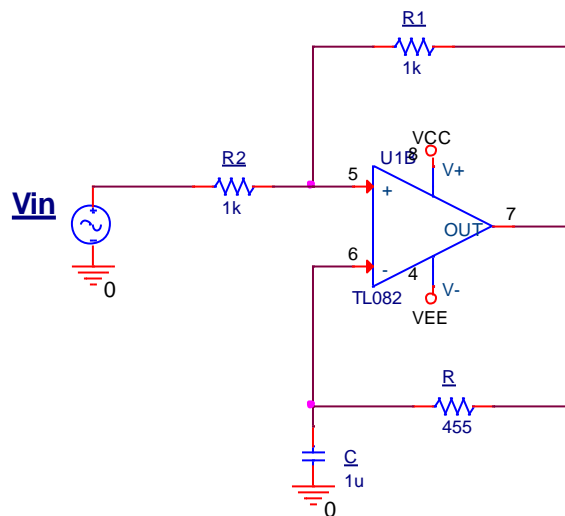 R1
1k
U1B
VCC
8
V+
R2
1k
5
+
Vin
OUT
7
6
-
4
V-
TL082
VEE
0
R
455
C
1u
0